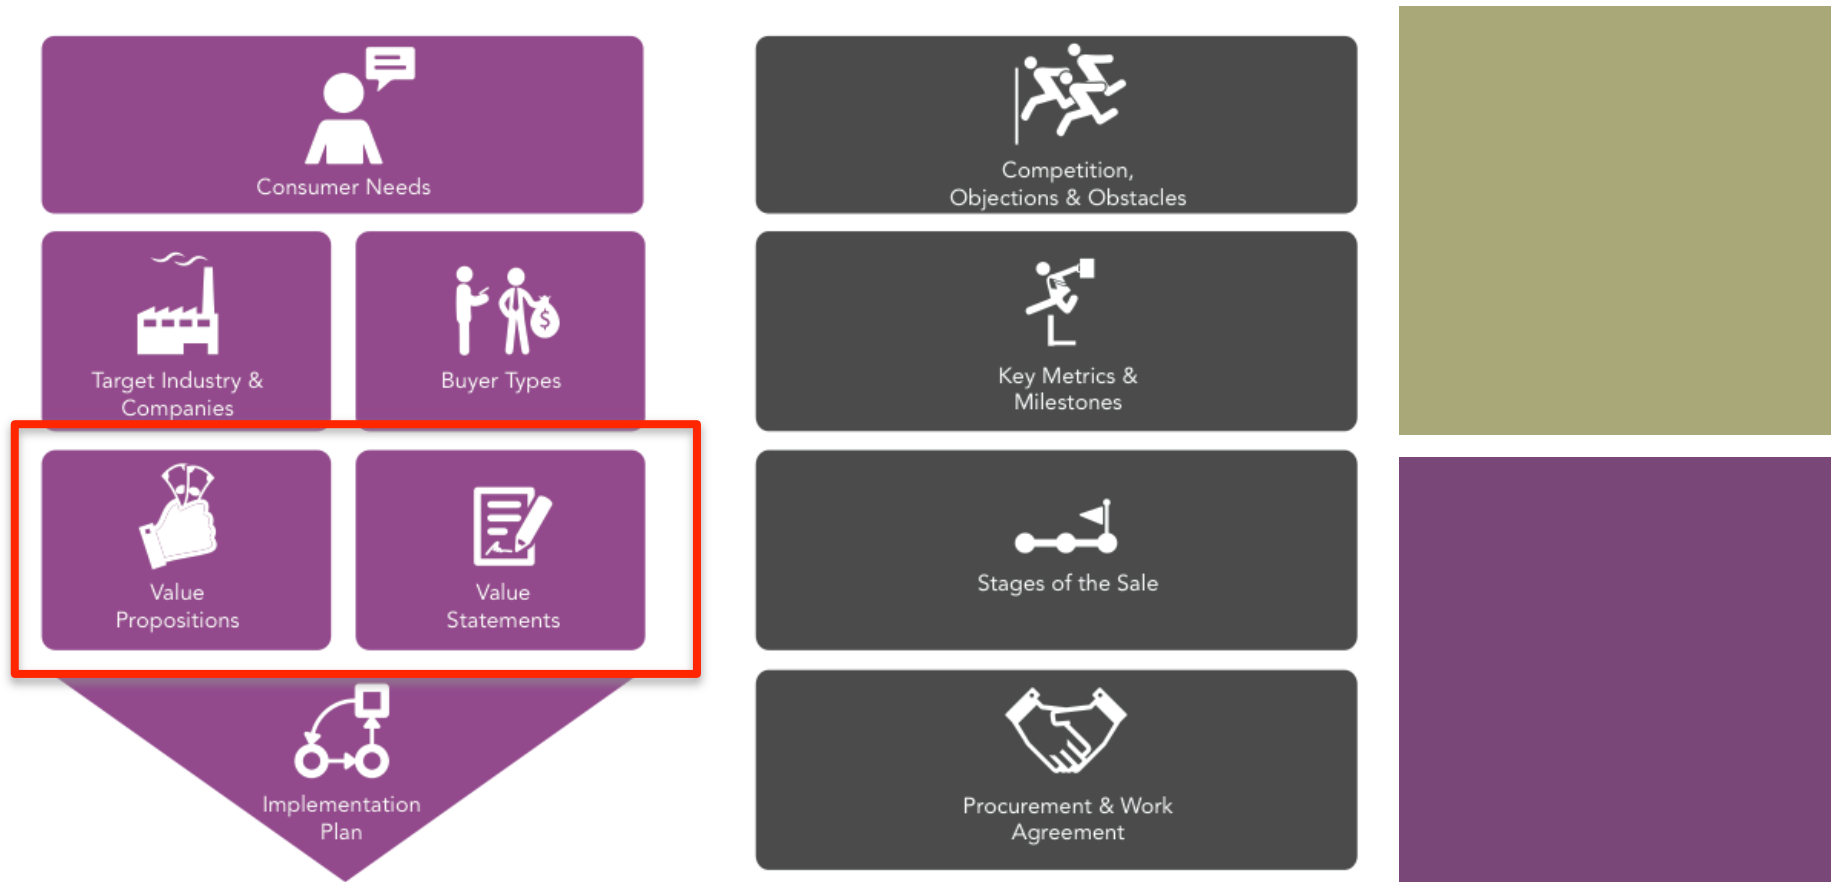 Consumer Needs
Target Industry &
Companies
Buyer Types
Value
Propositions
Value
Statements
Implementation
Plan
Competition,
Objections & Obstacles
Key Metrics &
Milestones
Stages of the Sale
Procurement & Work
Agreement